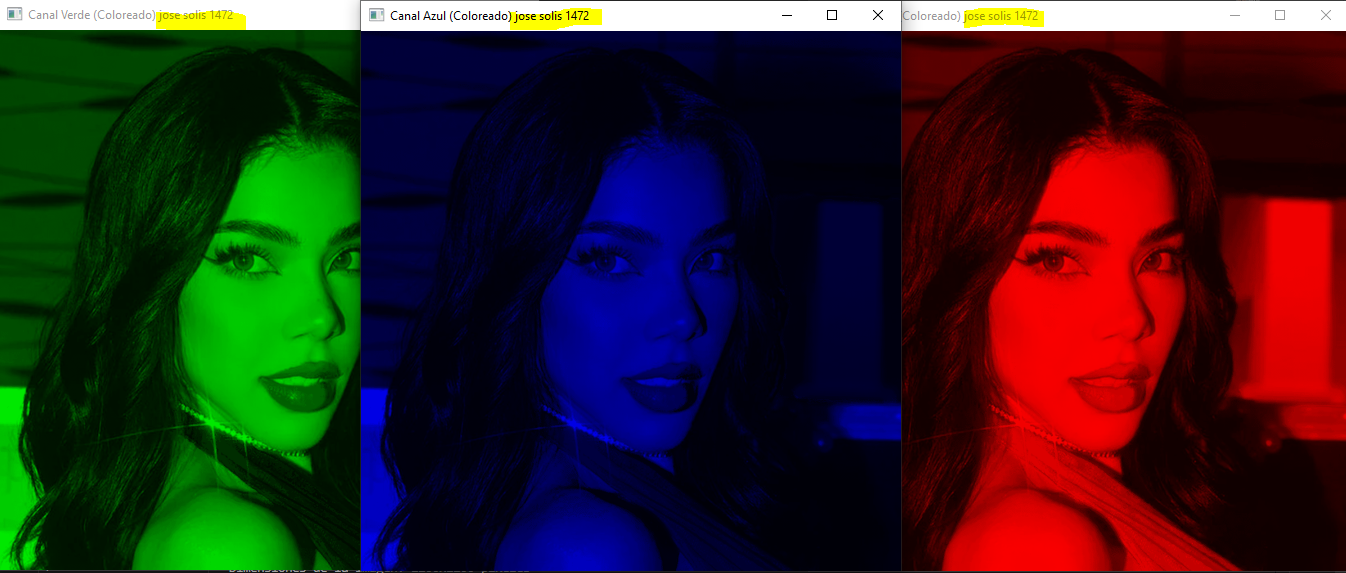 Canal Verde (Coloreado) jose solis 1472
Canal Azul (Coloreado) jose solis 1472
Coloreado) jose solis 1472